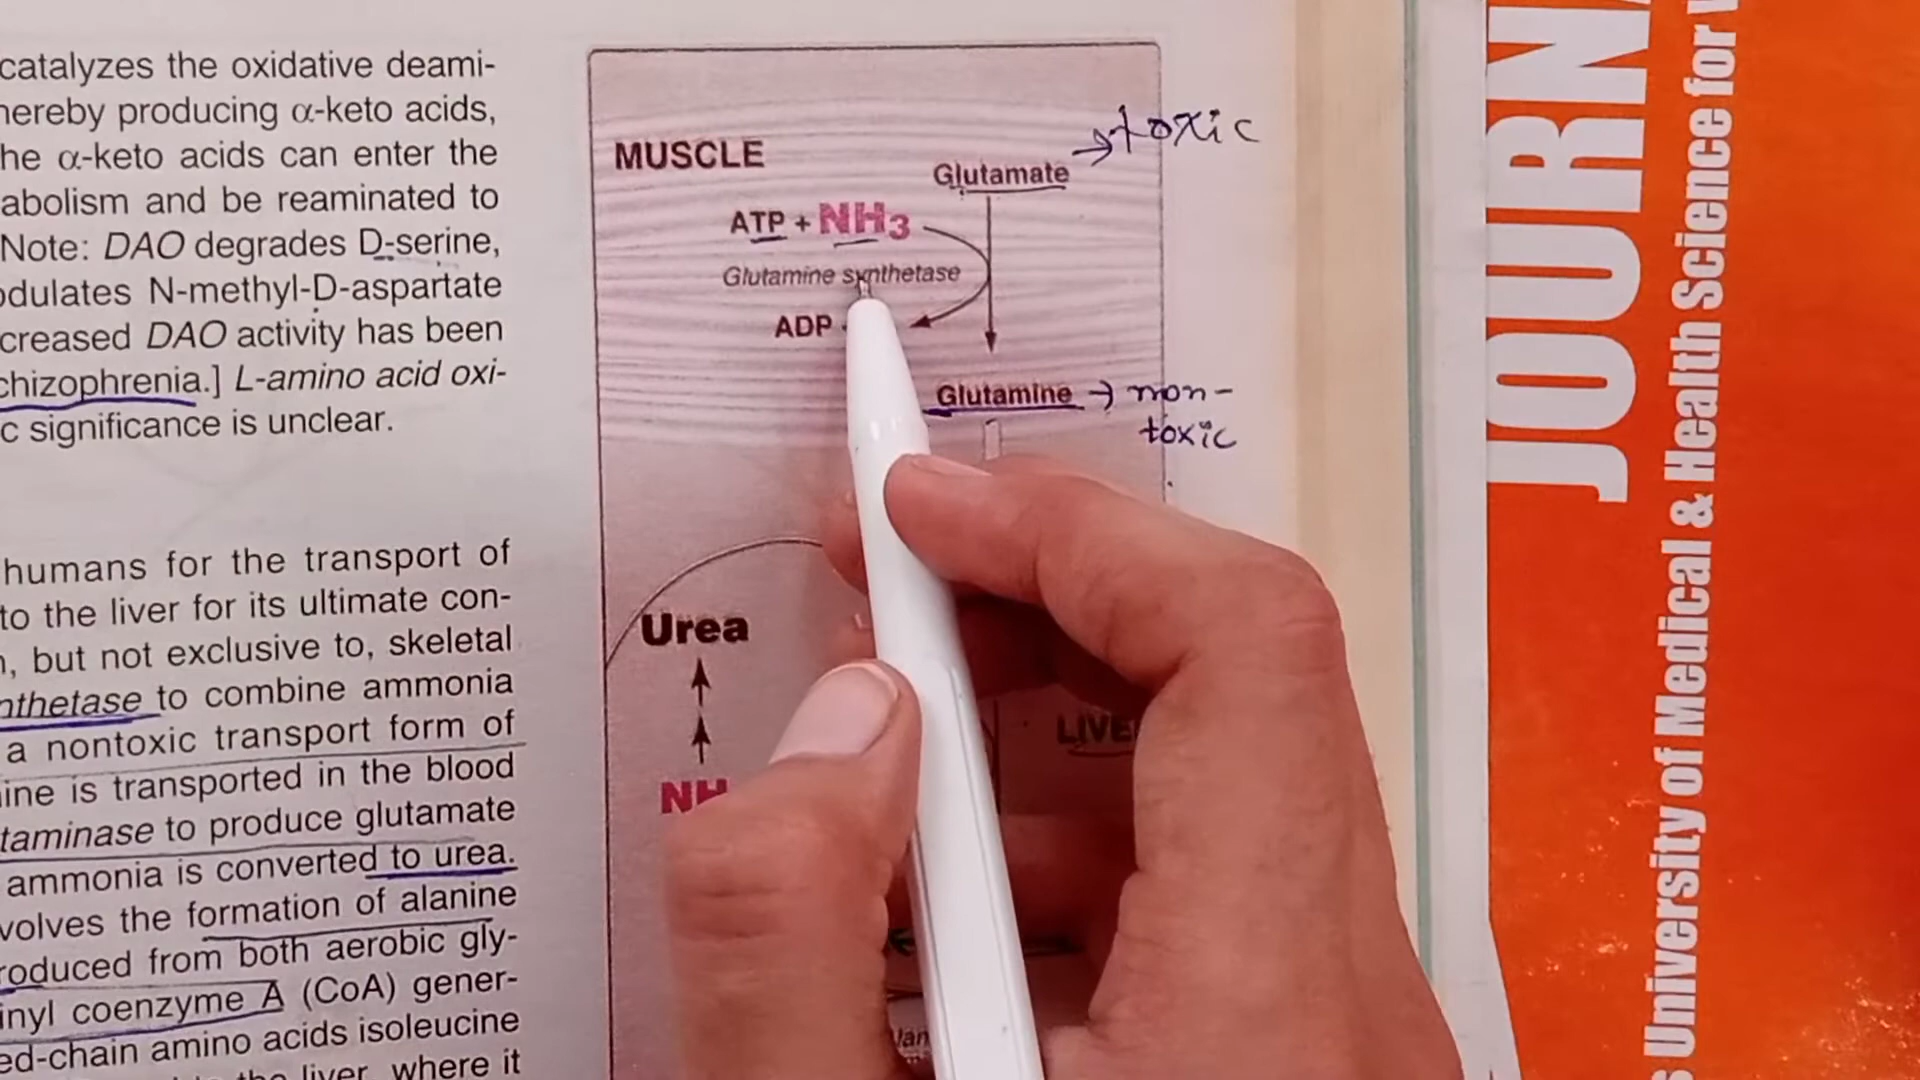 catalyzes the oxidative deami-
hereby producing α-keto acids,
he α-keto acids can enter the
abolism and be reaminated to
Note: DAO degrades D-serine,
odulates N-methyl-D-aspartate
creased DAO activity has been
chizophrenia.] L-amino acid oxi-
c significance is unclear.
humans for the transport of
to the liver for its ultimate con-
, but not exclusive to, skeletal
nthetase to combine ammonia
a nontoxic transport form of
ine is transported in the blood
taminase to produce glutamate
ammonia is converted to urea.
volves the formation of alanine
roduced from both aerobic gly-
inyl coenzyme A (CoA) gener-
ed-chain amino acids isoleucine
the liver, where it
MUSCLE
Glutamate → toxic
ATP + NH3
Glutamine synthetase
ADP
Glutamine → non-
toxic
Urea
LIVE
NH
JOURN
s University of Medical & Health Science for